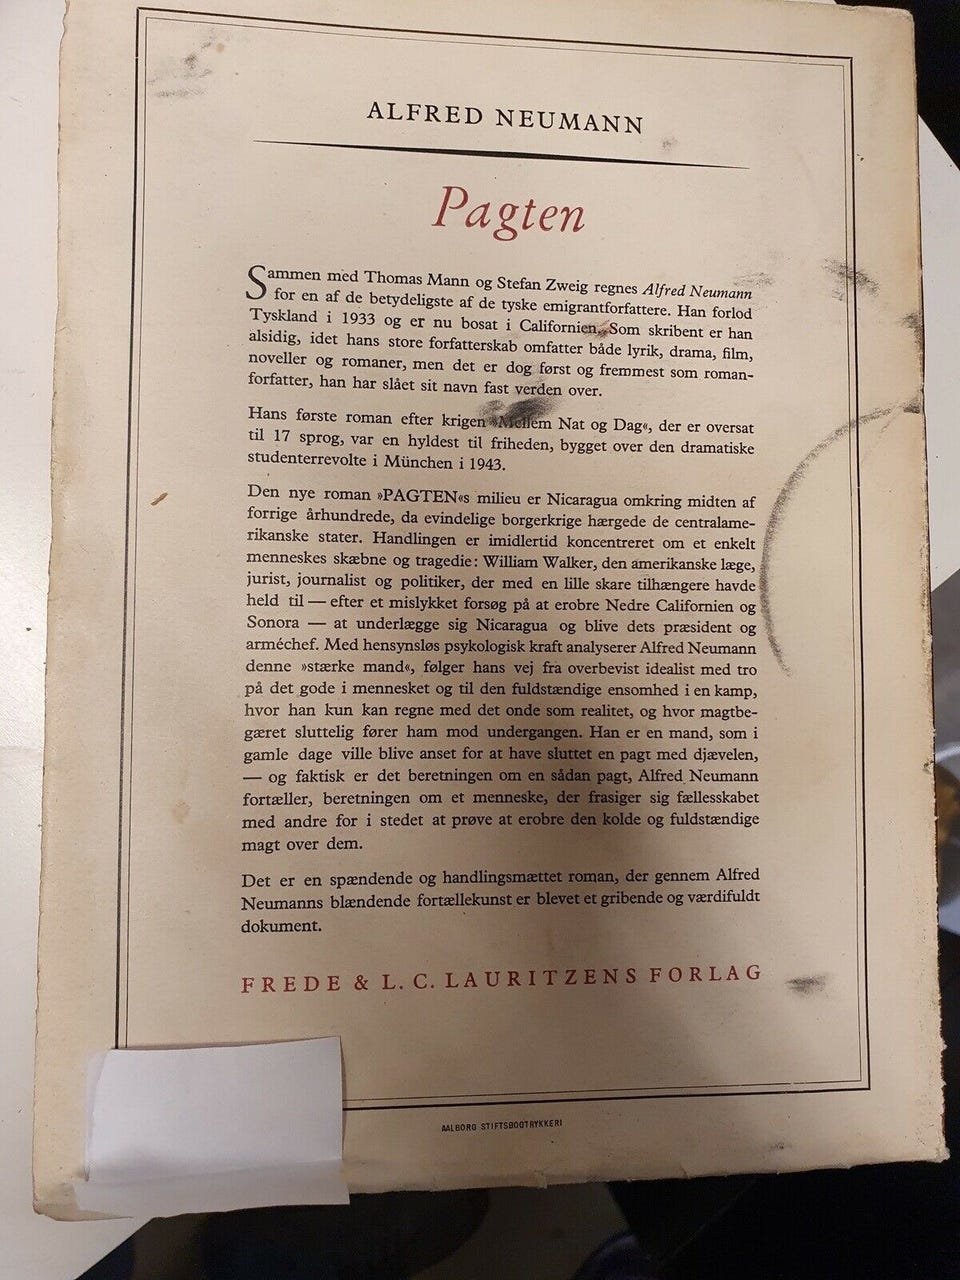 ALFRED NEUMANN
Pagten
Sammen med Thomas Mann og Stefan Zweig regnes Alfred Neumann
for en af de betydeligste af de tyske emigrantforfattere. Han forlod
Tyskland i 1933 og er nu bosat i Californien. Som skribent er han
alsidig, idet hans store forfatterskab omfatter både lyrik, drama, film,
noveller og romaner, men det er dog først og fremmest som roman-
forfatter, han har slået sit navn fast verden over.
Hans første roman efter krigen »Mellem Nat og Dag«, der er oversat
til 17 sprog, var en hyldest til friheden, bygget over den dramatiske
studenterrevolte i München i 1943.
Den nye roman »PAGTEN«s milieu er Nicaragua omkring midten af
forrige århundrede, da evindelige borgerkrige hærgede de centralame-
rikanske stater. Handlingen er imidlertid koncentreret om et enkelt
menneskes skæbne og tragedie: William Walker, den amerikanske læge,
jurist, journalist og politiker, der med en lille skare tilhængere havde
held til — efter et mislykket forsøg på at erobre Nedre Californien og
Sonora — at underlægge sig Nicaragua og blive dets præsident og
arméchef. Med hensynsløs psykologisk kraft analyserer Alfred Neumann
denne »stærke mand«, følger hans vej fra overbevist idealist med tro
på det gode i mennesket og til den fuldstændige ensomhed i en kamp,
hvor han kun kan regne med det onde som realitet, og hvor magtbe-
gæret sluttelig fører ham mod undergangen. Han er en mand, som i
gamle dage ville blive anset for at have sluttet en pagt med djævelen,
— og faktisk er det beretningen om en sådan pagt, Alfred Neumann
fortæller, beretningen om et menneske, der frasiger sig fællesskabet
med andre for i stedet at prøve at erobre den kolde og fuldstændige
magt over dem.
Det er en spændende og handlingsmættet roman, der gennem Alfred
Neumanns blændende fortællekunst er blevet et gribende og værdifuldt
dokument.
FREDE & L. C. LAURITZENS FORLAG
AALBORG STIFTSBOGTRYKKERI